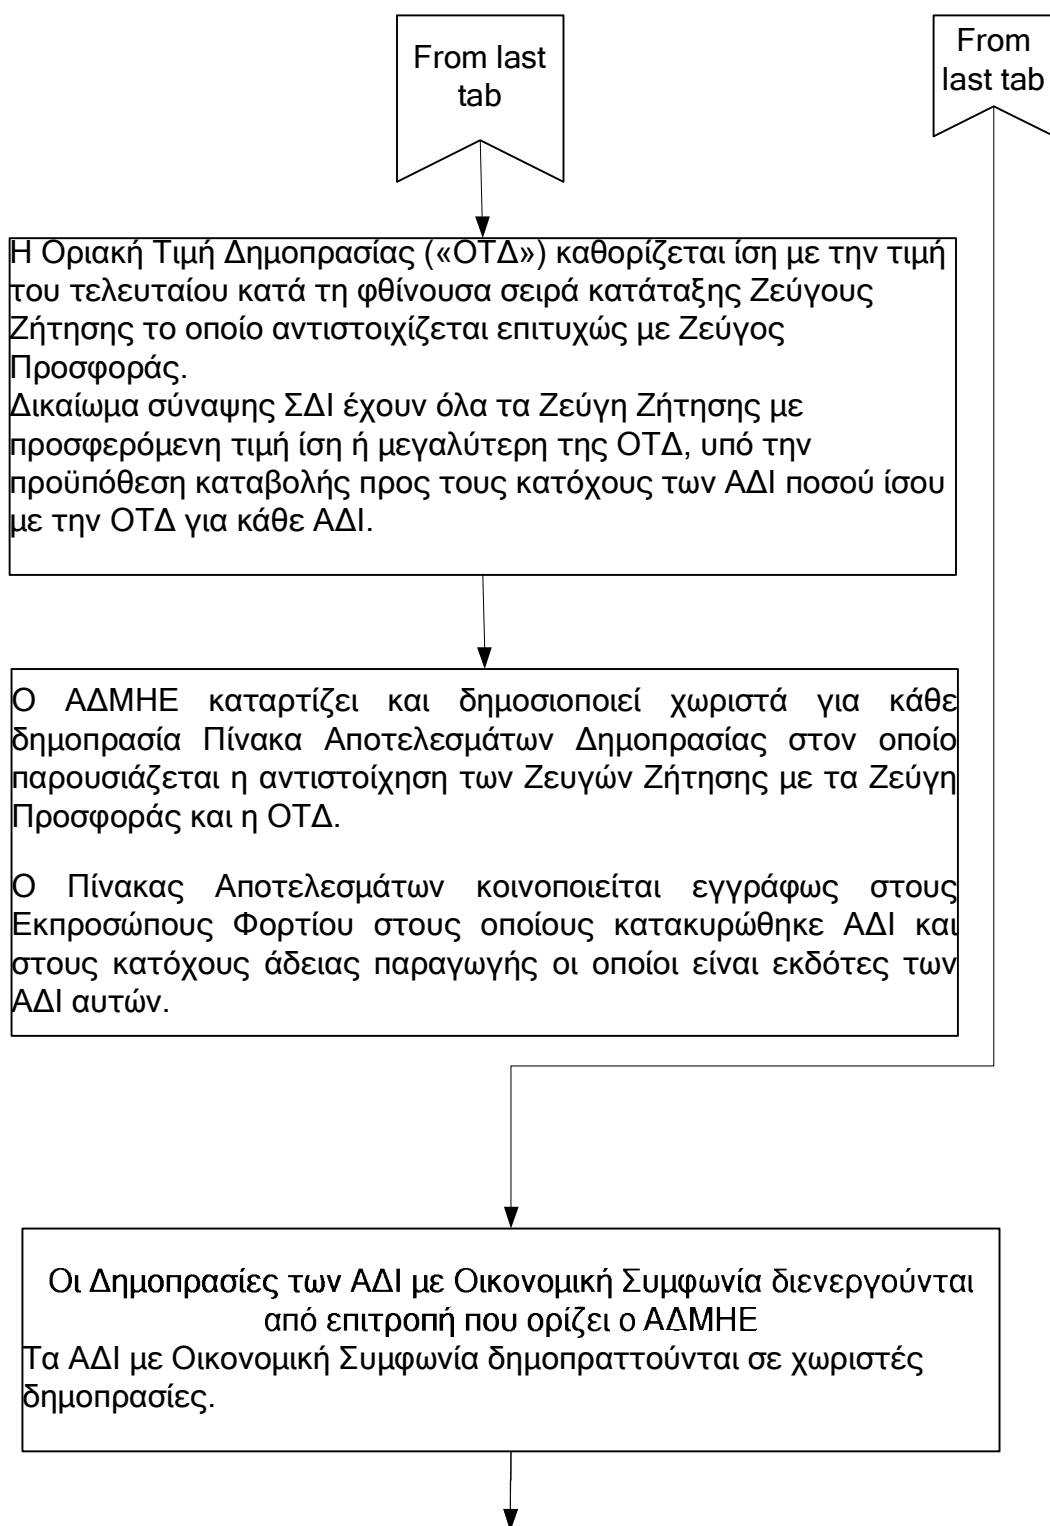 From last
tab
From
last tab
Η Οριακή Τιμή Δημοπρασίας («ΟΤΔ») καθορίζεται ίση με την τιμή
του τελευταίου κατά τη φθίνουσα σειρά κατάταξης Ζεύγους
Ζήτησης το οποίο αντιστοιχίζεται επιτυχώς με Ζεύγος
Προσφοράς.
Δικαίωμα σύναψης ΣΔΙ έχουν όλα τα Ζεύγη Ζήτησης με
προσφερόμενη τιμή ίση ή μεγαλύτερη της ΟΤΔ, υπό την
προϋπόθεση καταβολής προς τους κατόχους των ΑΔΙ ποσού ίσου
με την ΟΤΔ για κάθε ΑΔΙ.
Ο ΑΔΜΗΕ καταρτίζει και δημοσιοποιεί χωριστά για κάθε
δημοπρασία Πίνακα Αποτελεσμάτων Δημοπρασίας στον οποίο
παρουσιάζεται η αντιστοίχηση των Ζευγών Ζήτησης με τα Ζεύγη
Προσφοράς και η ΟΤΔ.
Ο Πίνακας Αποτελεσμάτων κοινοποιείται εγγράφως στους
Εκπροσώπους Φορτίου στους οποίους κατακυρώθηκε ΑΔΙ και
στους κατόχους άδειας παραγωγής οι οποίοι είναι εκδότες των
ΑΔΙ αυτών.
Οι Δημοπρασίες των ΑΔΙ με Οικονομική Συμφωνία διενεργούνται
από επιτροπή που ορίζει ο ΑΔΜΗΕ
Τα ΑΔΙ με Οικονομική Συμφωνία δημοπραττούνται σε χωριστές
δημοπρασίες.